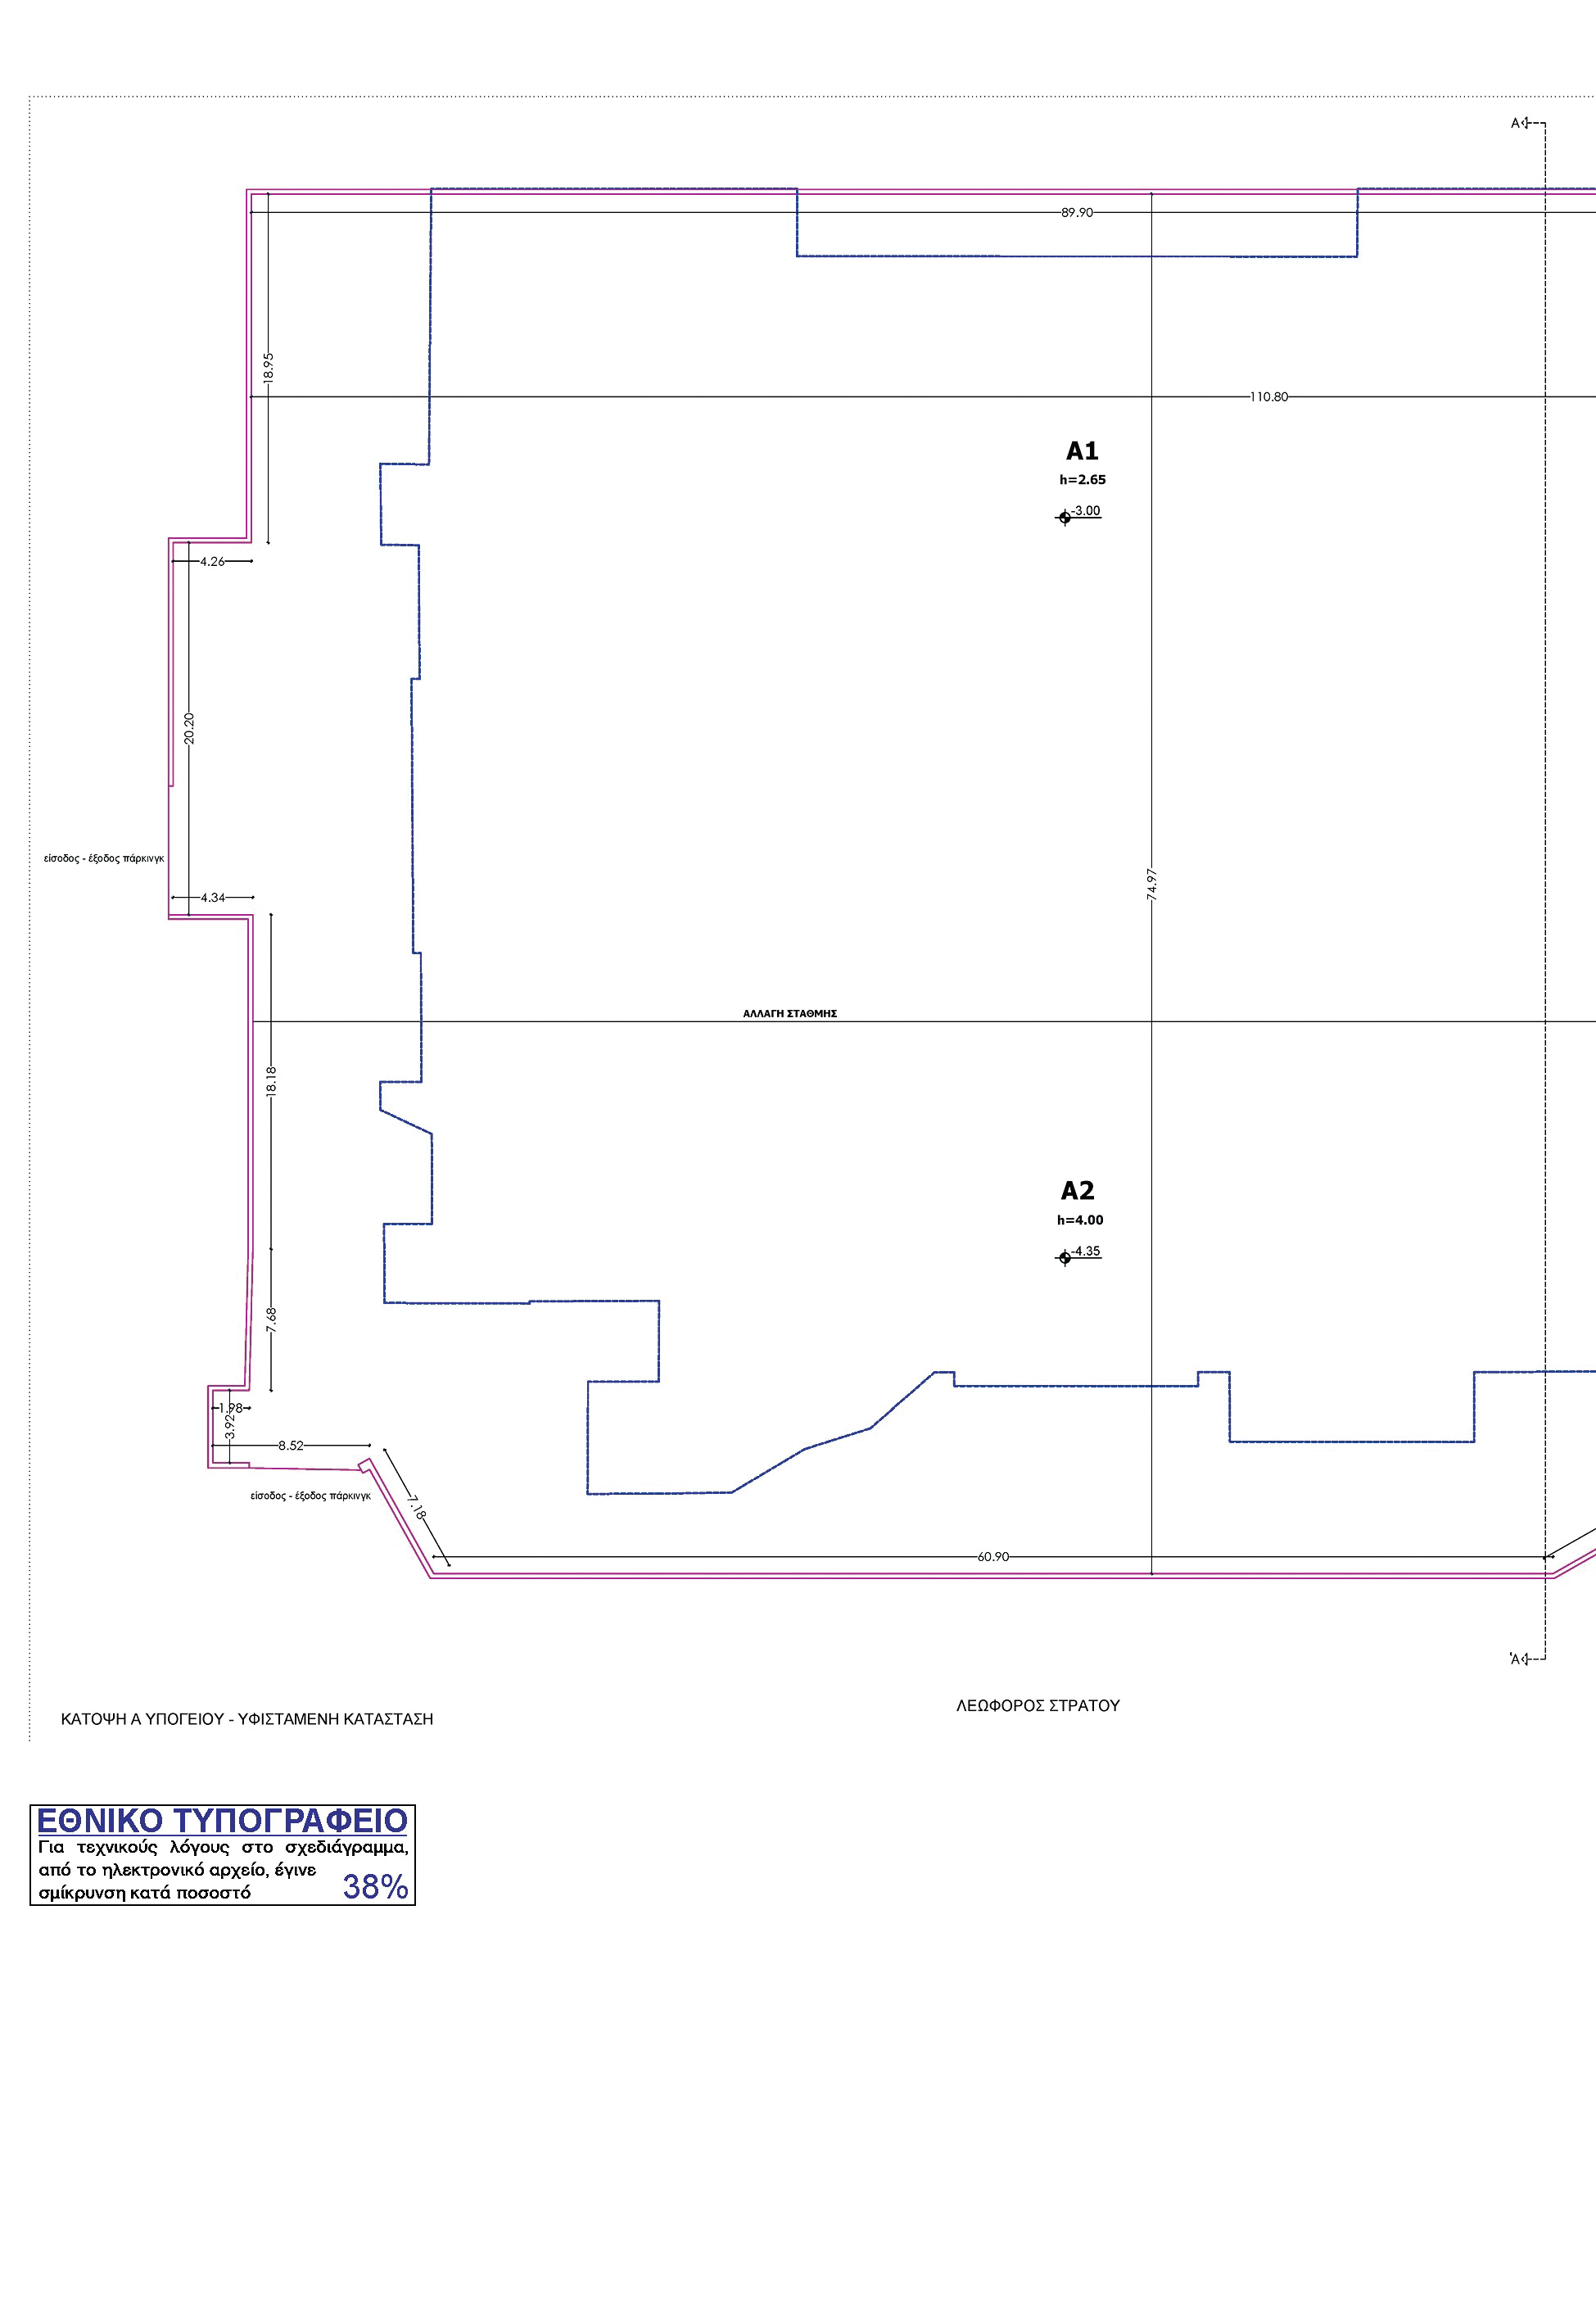 A
89.90
18.95
110.80
A1
h=2.65
-3.00
4.26
20.20
είσοδος - έξοδος πάρκινγκ
4.34
74.97
ΑΛΛΑΓΗ ΣΤΑΘΜΗΣ
18.18
A2
h=4.00
-4.35
7.68
1.98
3.92
8.52
είσοδος - έξοδος πάρκινγκ
7.18
60.90
'A
ΚΑΤΟΨΗ Α ΥΠΟΓΕΙΟΥ - ΥΦΙΣΤΑΜΕΝΗ ΚΑΤΑΣΤΑΣΗ
ΛΕΩΦΟΡΟΣ ΣΤΡΑΤΟΥ
ΕΘΝΙΚΟ ΤΥΠΟΓΡΑΦΕΙΟ
Για τεχνικούς λόγους στο σχεδιάγραμμα,
από το ηλεκτρονικό αρχείο, έγινε
σμίκρυνση κατά ποσοστό 38%